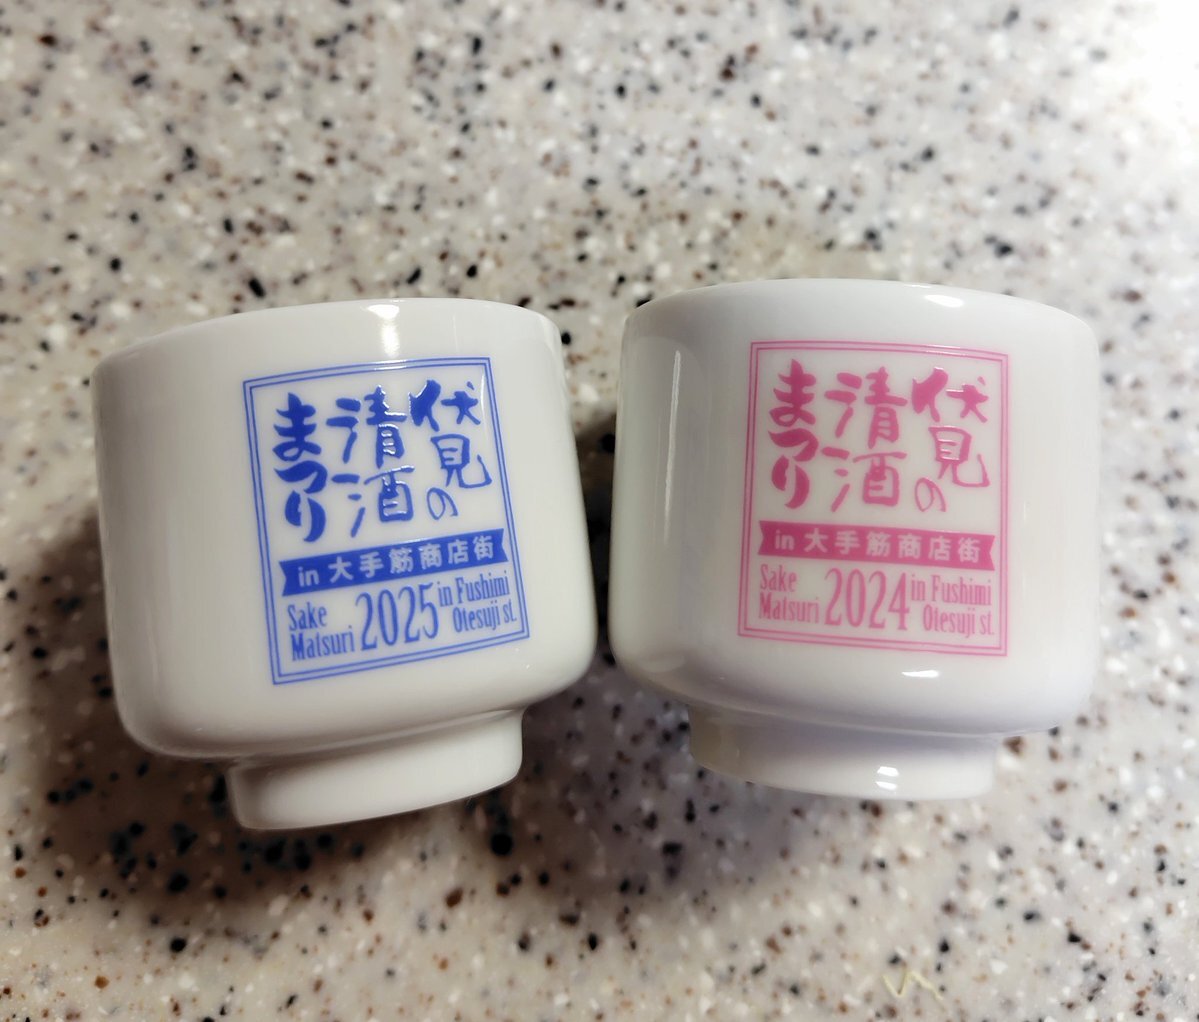 伏見の
清酒
まつり
in 大手筋商店街
Sake
Matsuri
2025
in Fushimi
Otesuji st.
伏見の
清酒
まつり
in 大手筋商店街
Sake
Matsuri
2024
in Fushimi
Otesuji st.